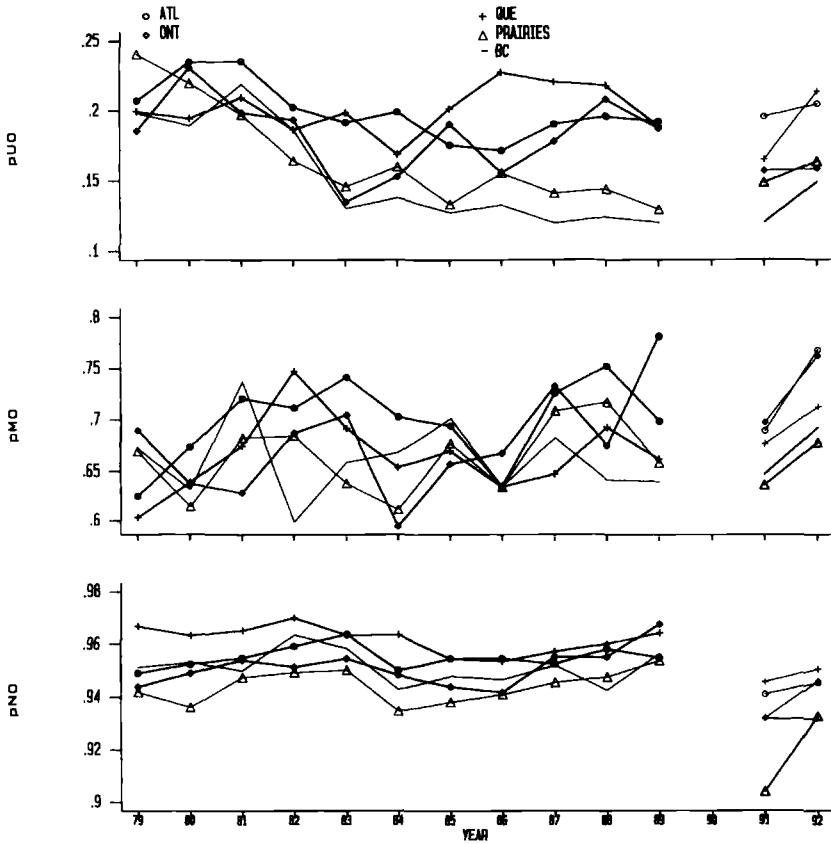 ATL QUE
ONT PRAIRIES
BC
.25
.2
.15
.1
pUO
.8
.75
.7
.65
.6
pMO
.98
.96
.94
.92
.9
pNO
79 80 81 82 83 84 85 86 87 88 89 90 91 92
YEAR